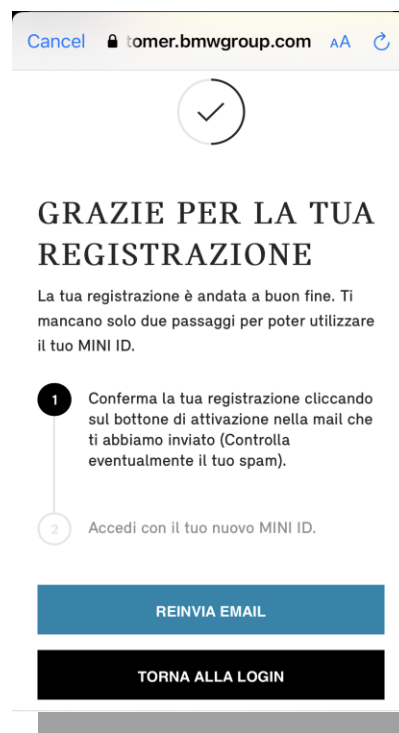 Cancel tomer.bmwgroup.com AA
GRAZIE PER LA TUA
REGISTRAZIONE
La tua registrazione è andata a buon fine. Ti
mancano solo due passaggi per poter utilizzare
il tuo MINI ID.
1 Conferma la tua registrazione cliccando
sul bottone di attivazione nella mail che
ti abbiamo inviato (Controlla
eventualmente il tuo spam).
2 Accedi con il tuo nuovo MINI ID.
REINVIA EMAIL
TORNA ALLA LOGIN